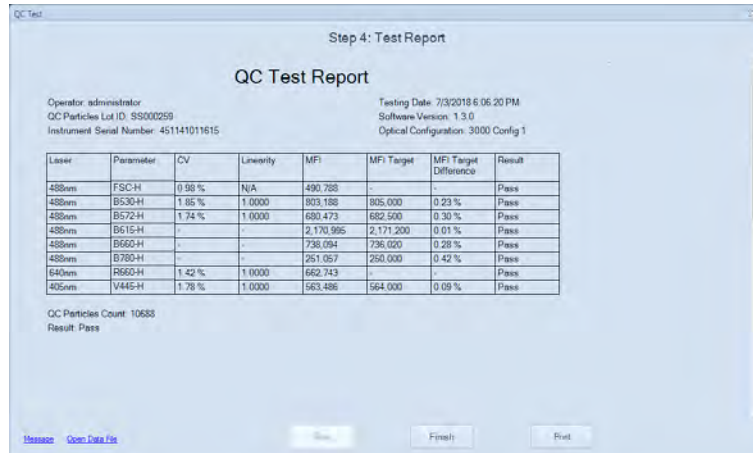 QC Test
Step 4: Test Report
QC Test Report
Operator: administrator
Testing Date: 7/3/2018 6:06:20 PM
QC Particles Lot ID: SS000259
Software Version: 1.3.0
Instrument Serial Number: 451141011615
Optical Configuration: 3000 Config 1
Laser Parameter CV Linearity MFI MFI Target MFI Target Difference Result
488nm FSC-H 0.98 % N/A 490,788 - - Pass
488nm B530-H 1.85 % 1.0000 803,188 805,000 0.23 % Pass
488nm B572-H 1.74 % 1.0000 680,473 682,500 0.30 % Pass
488nm B615-H - - 2,170,995 2,171,200 0.01 % Pass
488nm B660-H - - 738,094 736,020 0.28 % Pass
488nm B780-H - - 251,057 250,000 0.42 % Pass
640nm R660-H 1.42 % 1.0000 662,743 - - Pass
405nm V445-H 1.78 % 1.0000 563,486 564,000 0.09 % Pass
QC Particles Count: 10688
Result: Pass
Message Open Data File Finish Print